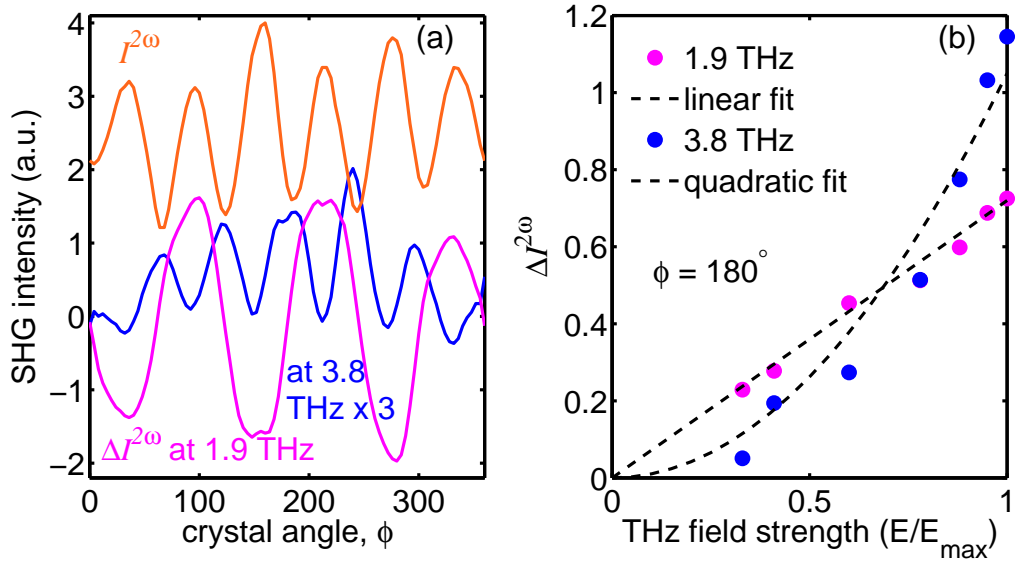 (a)
I^{2ω}
at 3.8
THz x 3
ΔI^{2ω} at 1.9 THz
SHG intensity (a.u.)
4
3
2
1
0
−1
−2
0 100 200 300
crystal angle, ϕ
(b)
1.9 THz
linear fit
3.8 THz
quadratic fit
ϕ = 180°
ΔI^{2ω}
1.2
1
0.8
0.6
0.4
0.2
0
0 0.5 1
THz field strength (E/E_{max})